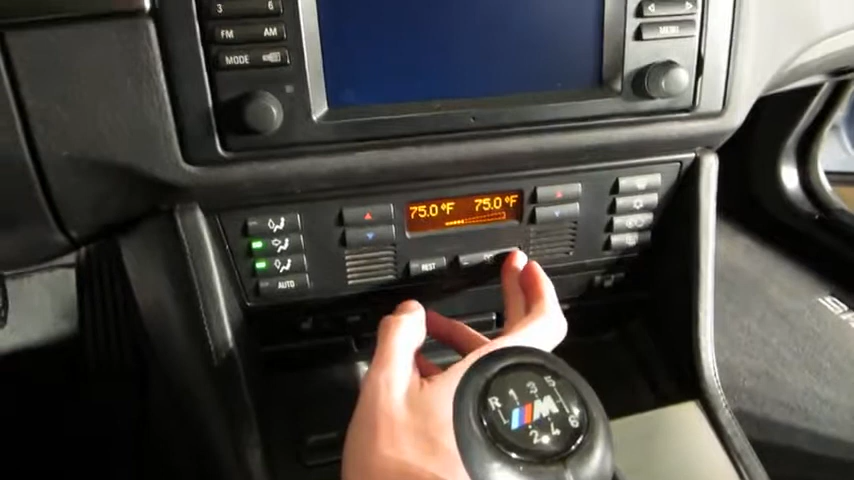 3 6
FM AM
MODE
MENU
75.0°F 75.0°F
REST
AUTO
R 1 3 5
M
2 4 6